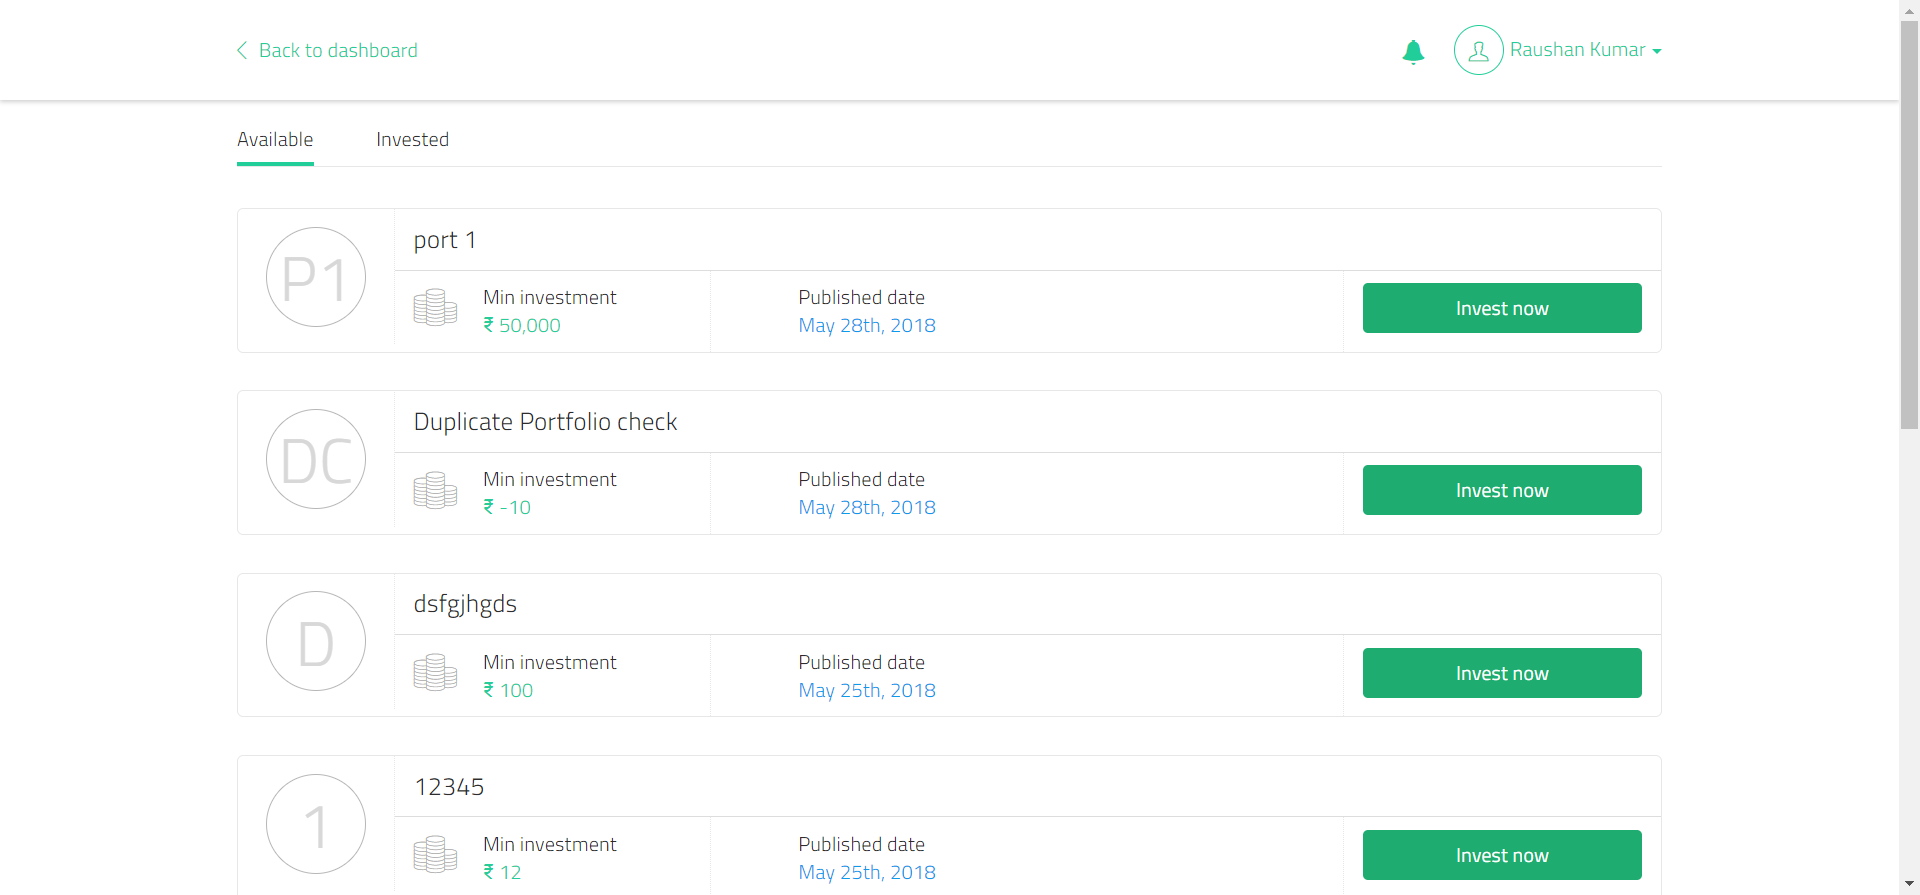 Back to dashboard
Raushan Kumar
Available
Invested
P1
port 1
Min investment
₹ 50,000
Published date
May 28th, 2018
Invest now
DC
Duplicate Portfolio check
Min investment
₹ -10
Published date
May 28th, 2018
Invest now
D
dsfgjhgds
Min investment
₹ 100
Published date
May 25th, 2018
Invest now
1
12345
Min investment
₹ 12
Published date
May 25th, 2018
Invest now